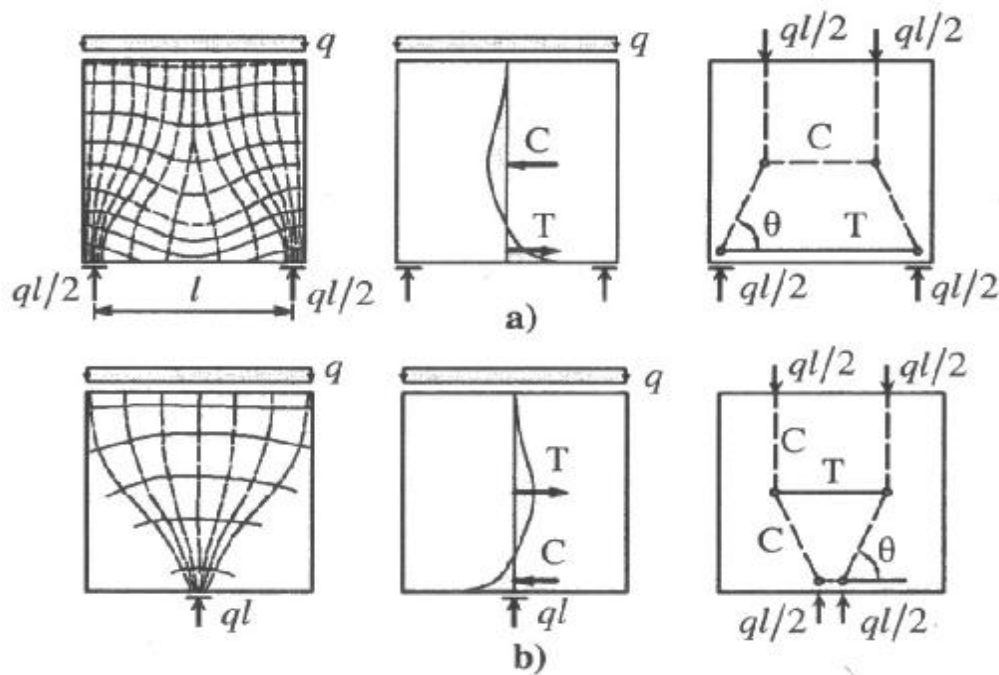 q ql/2 ql/2
C C
T θ T
ql/2 l ql/2 ql/2 ql/2
a)
q q ql/2 ql/2
T C T
C C θ
ql ql ql/2 ql/2
b)